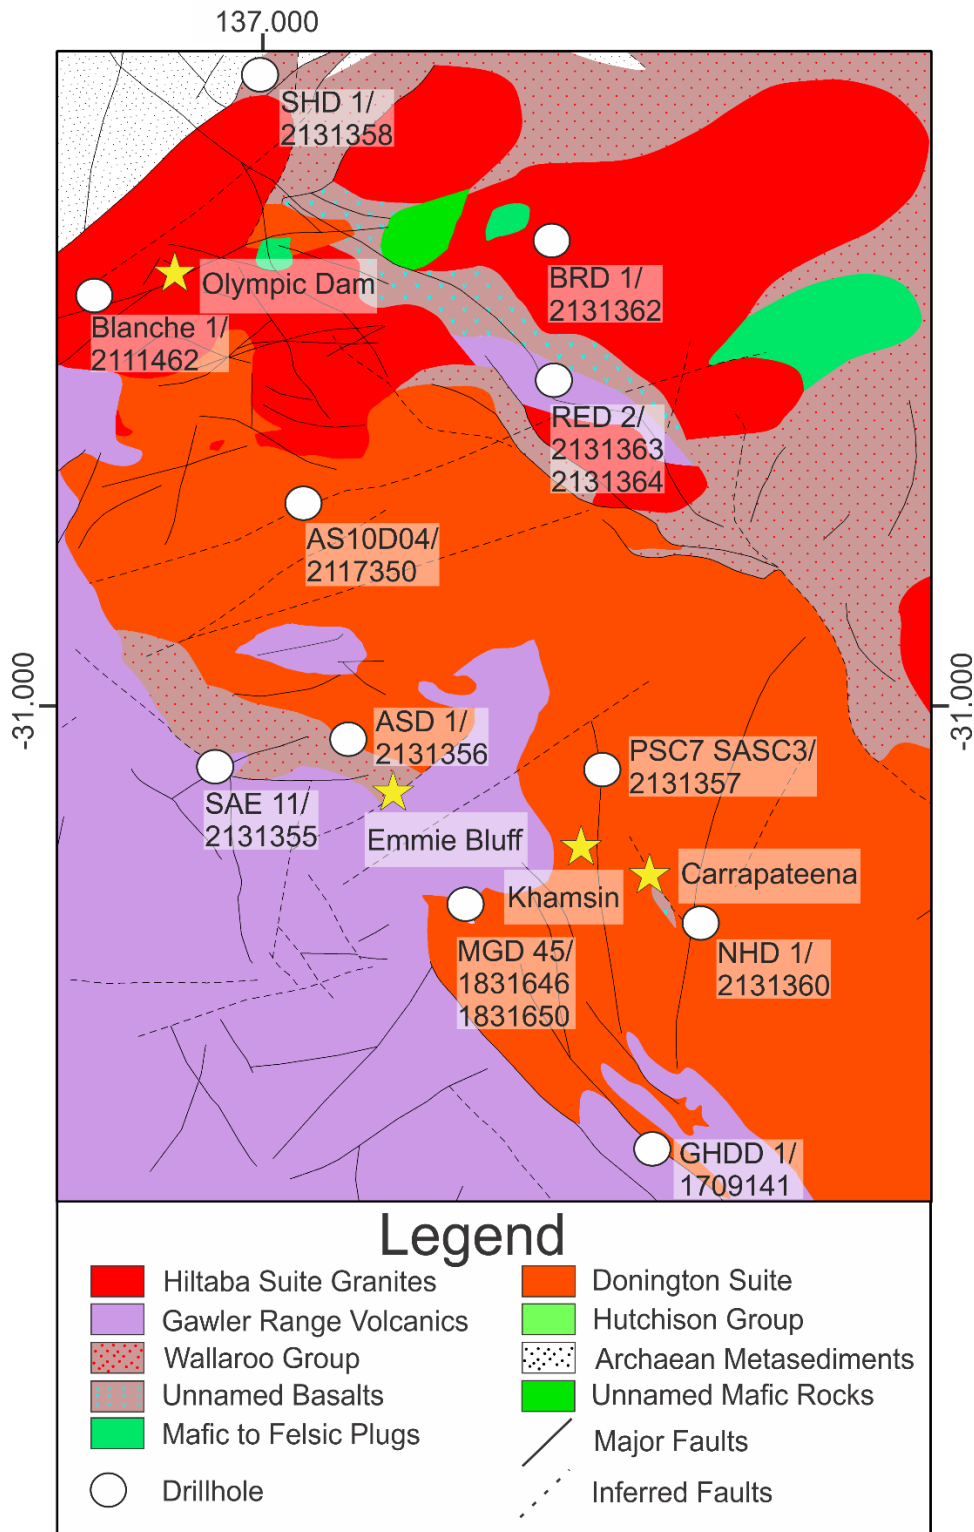 137.000
SHD 1/
2131358
Olympic Dam
BRD 1/
2131362
Blanche 1/
2111462
RED 2/
2131363
2131364
AS10D04/
2117350
-31.000
-31.000
ASD 1/
2131356
PSC7 SASC3/
2131357
SAE 11/
2131355
Emmie Bluff
Khamsin
Carrapateena
MGD 45/
1831646
1831650
NHD 1/
2131360
GHDD 1/
1709141
Legend
Hiltaba Suite Granites
Donington Suite
Gawler Range Volcanics
Hutchison Group
Wallaroo Group
Archaean Metasediments
Unnamed Basalts
Unnamed Mafic Rocks
Mafic to Felsic Plugs
Major Faults
Drillhole
Inferred Faults